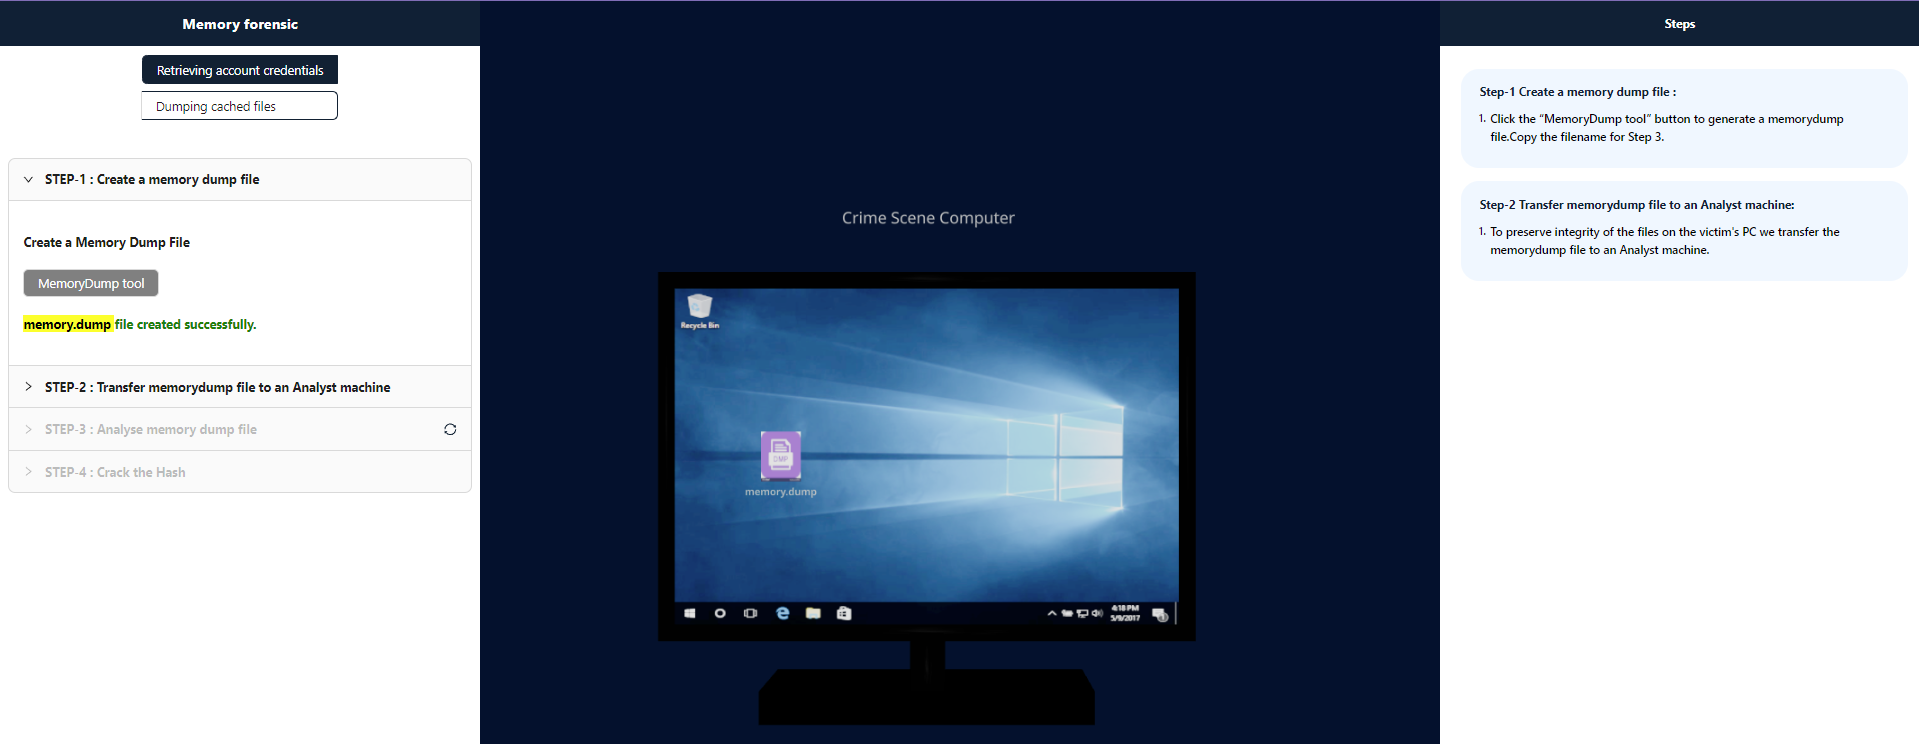 Memory forensic
Retrieving account credentials
Dumping cached files
STEP-1 : Create a memory dump file
Create a Memory Dump File
MemoryDump tool
memory.dump file created successfully.
STEP-2 : Transfer memorydump file to an Analyst machine
STEP-3 : Analyse memory dump file
STEP-4 : Crack the Hash
Crime Scene Computer
Recycle Bin
DMP
memory.dump
4:18 PM
5/9/2017
1
Steps
Step-1 Create a memory dump file :
1. Click the “MemoryDump tool” button to generate a memorydump
file.Copy the filename for Step 3.
Step-2 Transfer memorydump file to an Analyst machine:
1. To preserve integrity of the files on the victim's PC we transfer the
memorydump file to an Analyst machine.